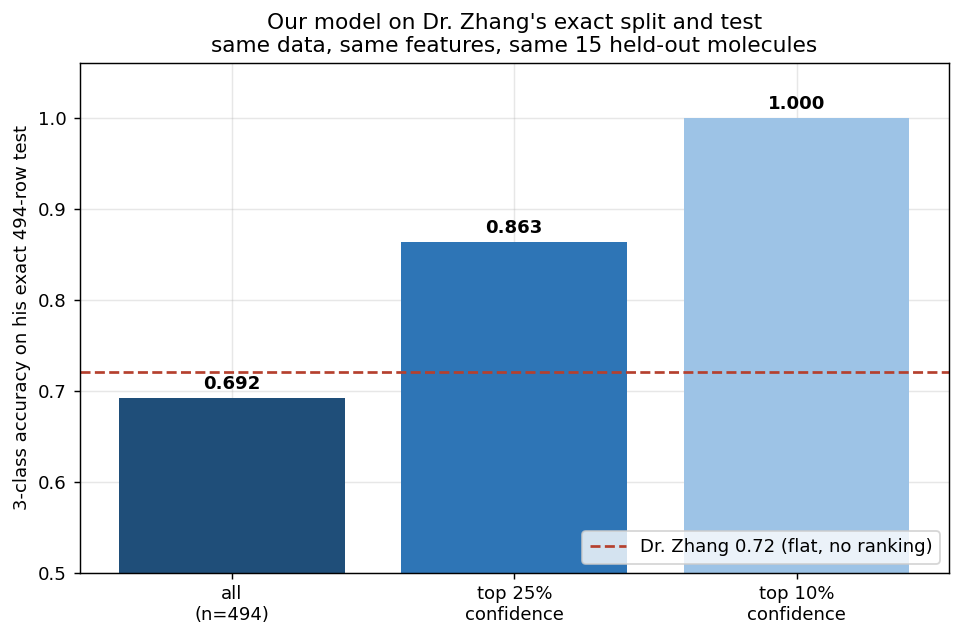 Our model on Dr. Zhang's exact split and test
same data, same features, same 15 held-out molecules
3-class accuracy on his exact 494-row test
1.0
0.9
0.8
0.7
0.6
0.5
0.692
0.863
1.000
Dr. Zhang 0.72 (flat, no ranking)
all
(n=494)
top 25%
confidence
top 10%
confidence